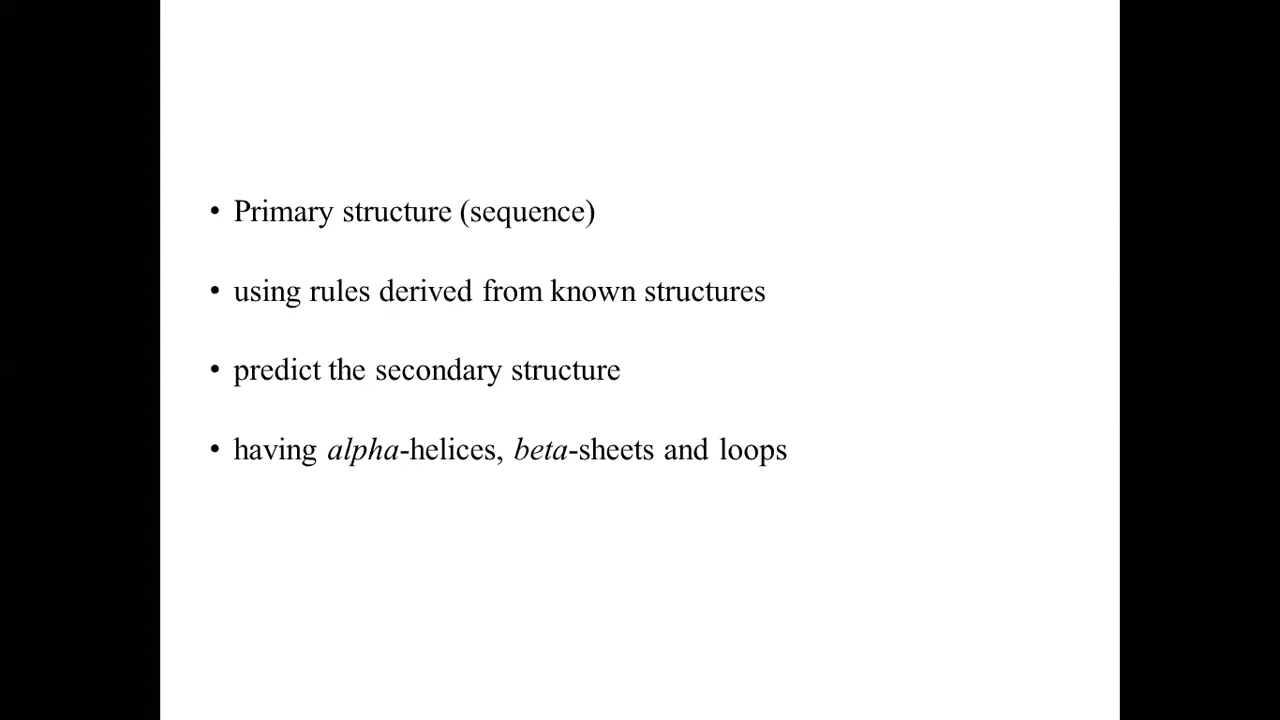 • Primary structure (sequence)
• using rules derived from known structures
• predict the secondary structure
• having alpha-helices, beta-sheets and loops